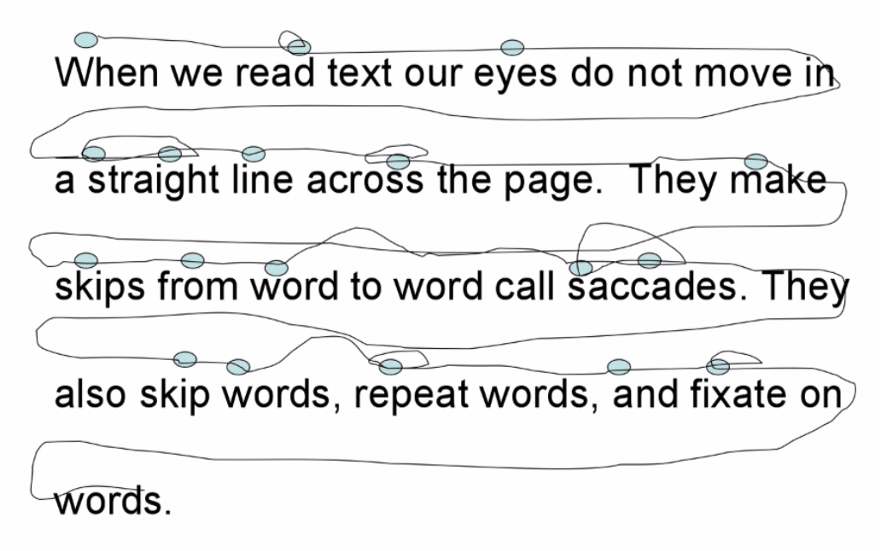 When we read text our eyes do not move in
a straight line across the page.  They make
skips from word to word call saccades. They
also skip words, repeat words, and fixate on
words.